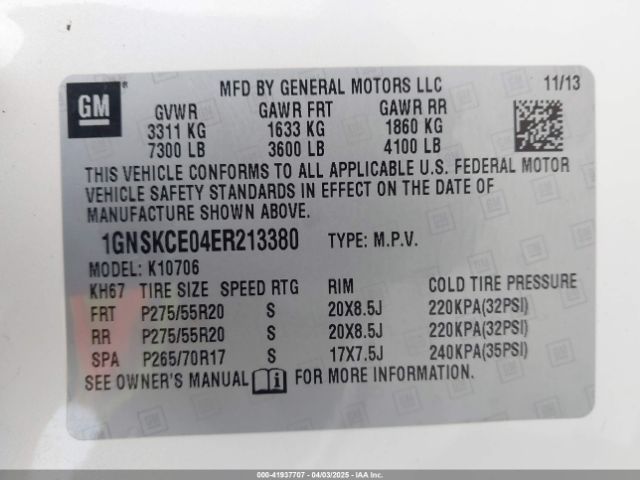 GM
MFD BY GENERAL MOTORS LLC 11/13
GVWR GAWR FRT GAWR RR
3311 KG 1633 KG 1860 KG
7300 LB 3600 LB 4100 LB
THIS VEHICLE CONFORMS TO ALL APPLICABLE U.S. FEDERAL MOTOR
VEHICLE SAFETY STANDARDS IN EFFECT ON THE DATE OF
MANUFACTURE SHOWN ABOVE.
1GNSKCE04ER213380 TYPE: M.P.V.
MODEL: K10706
KH67 TIRE SIZE SPEED RTG RIM COLD TIRE PRESSURE
FRT P275/55R20 S 20X8.5J 220KPA(32PSI)
RR P275/55R20 S 20X8.5J 220KPA(32PSI)
SPA P265/70R17 S 17X7.5J 240KPA(35PSI)
SEE OWNER'S MANUAL FOR MORE INFORMATION.
000-41937707 - 04/03/2025 - IAAI.com